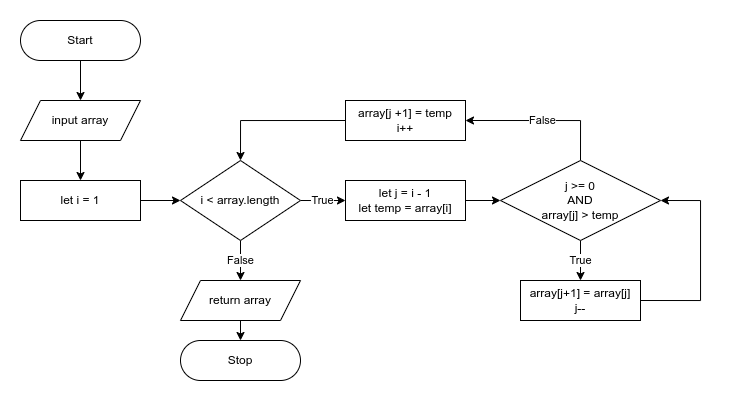 Start
input array
let i = 1
i < array.length
True
let j = i - 1
let temp = array[i]
j >= 0
AND
array[j] > temp
True
array[j+1] = array[j]
j--
False
array[j +1] = temp
i++
False
return array
Stop